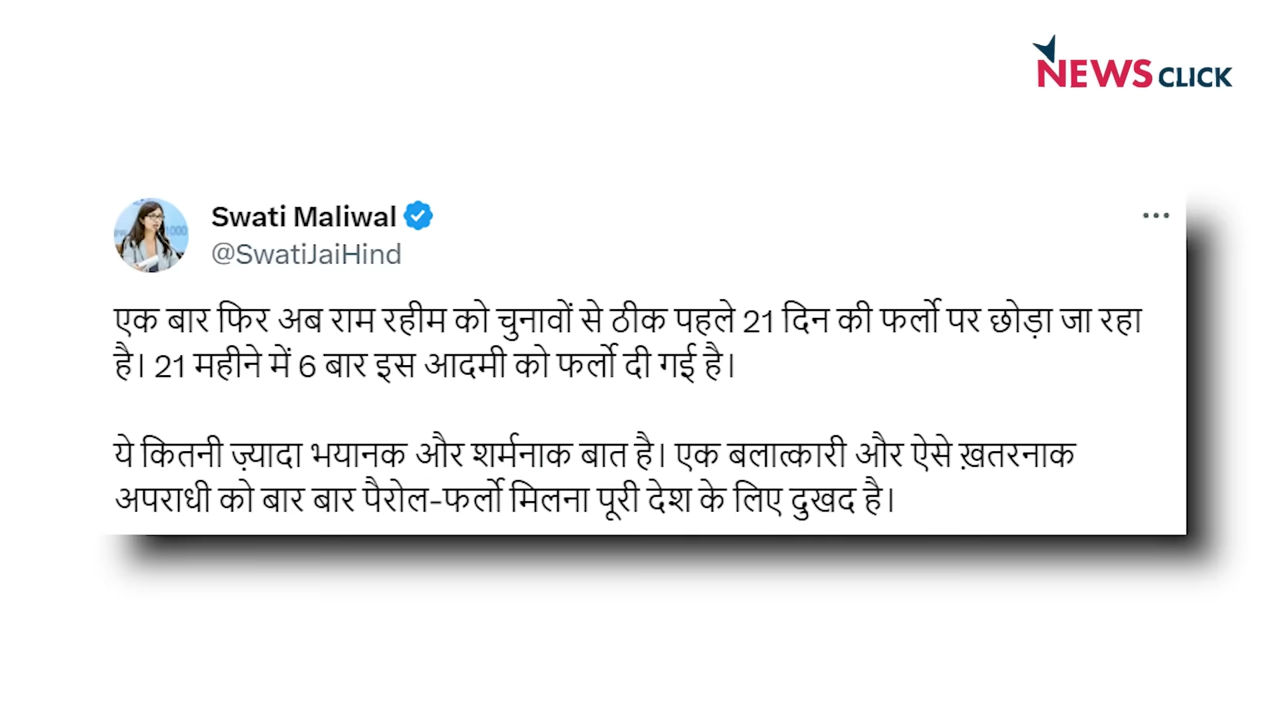 NEWS CLICK
Swati Maliwal
@SwatiJaiHind
एक बार फिर अब राम रहीम को चुनावों से ठीक पहले 21 दिन की फर्लो पर छोड़ा जा रहा
है। 21 महीने में 6 बार इस आदमी को फर्लो दी गई है।
ये कितनी ज़्यादा भयानक और शर्मनाक बात है। एक बलात्कारी और ऐसे ख़तरनाक
अपराधी को बार बार पैरोल-फर्लो मिलना पूरी देश के लिए दुखद है।